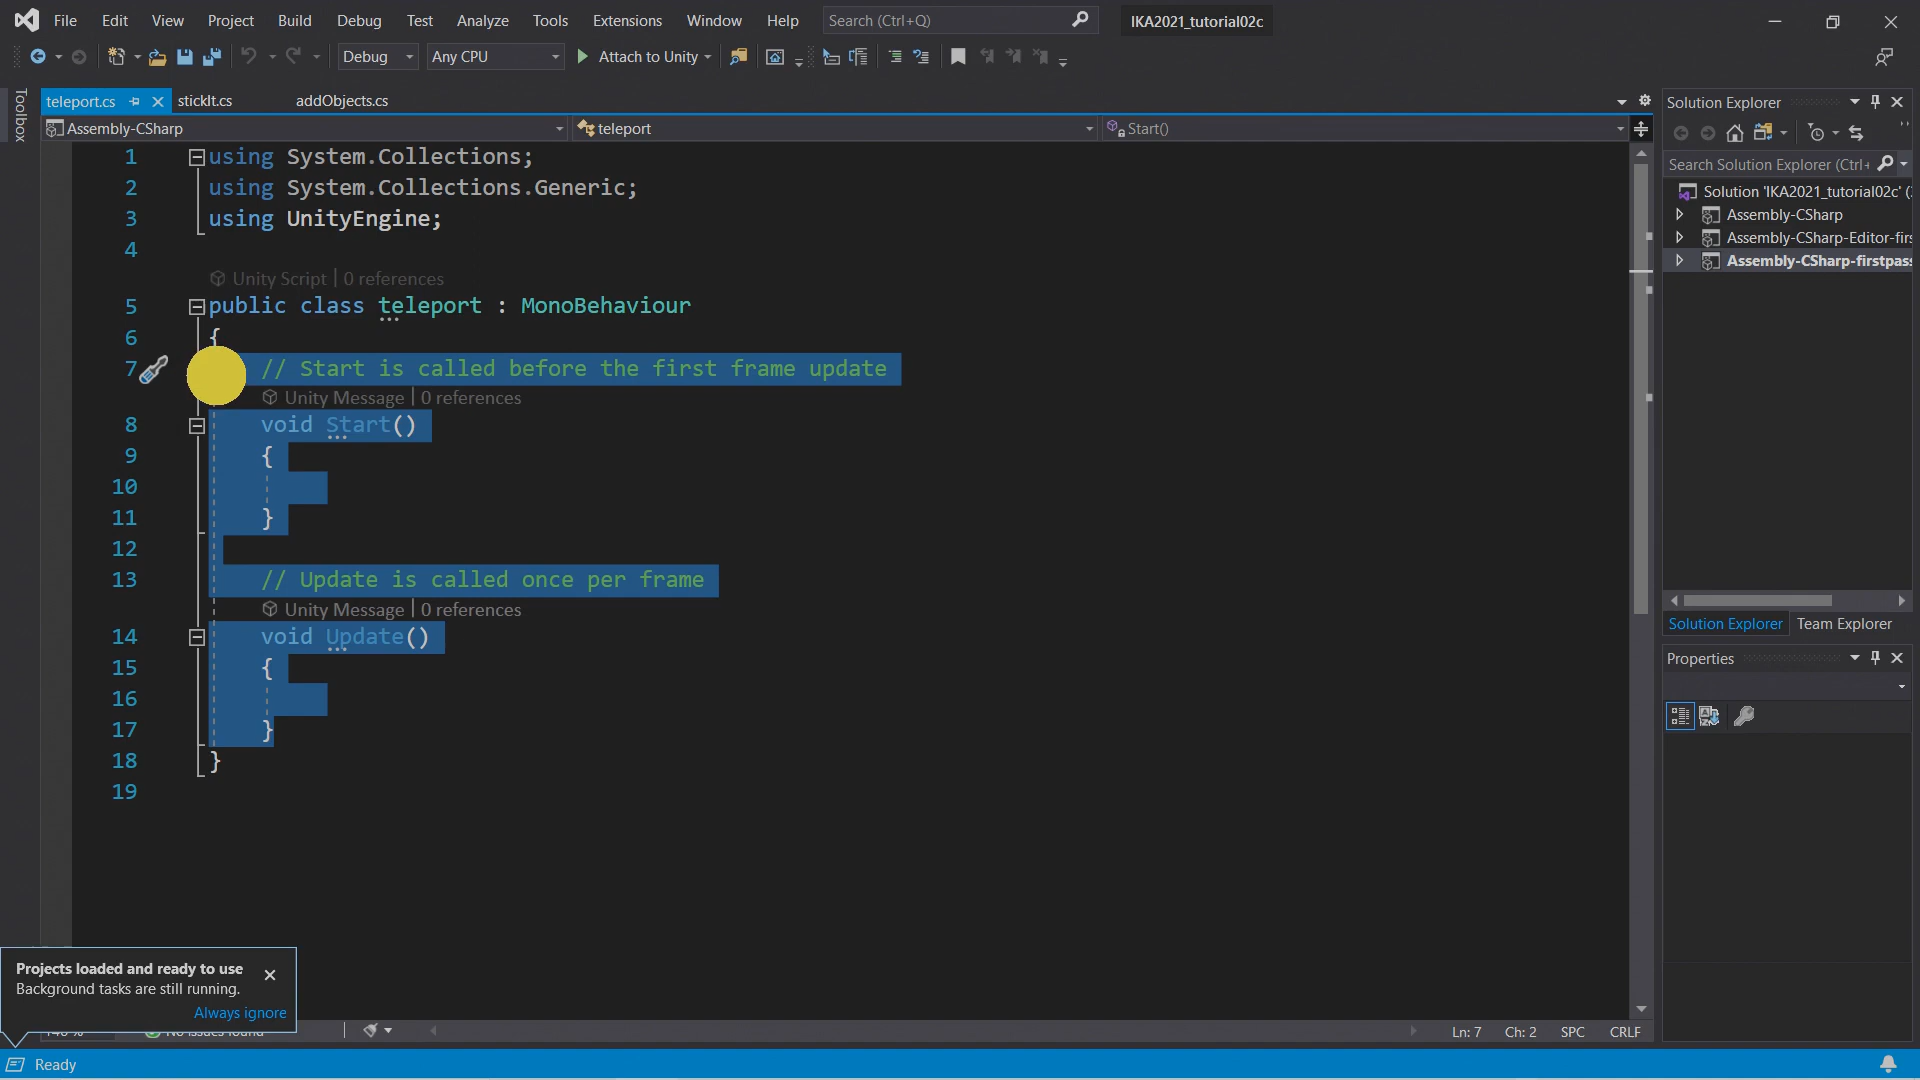 File Edit View Project Build Debug Test Analyze Tools Extensions Window Help Search (Ctrl+Q) IKA2021_tutorial02c
Debug Any CPU Attach to Unity
Toolbox
teleport.cs stickIt.cs addObjects.cs
Assembly-CSharp teleport Start()
1 using System.Collections;
2 using System.Collections.Generic;
3 using UnityEngine;
4
Unity Script | 0 references
5 public class teleport : MonoBehaviour
6 {
7 // Start is called before the first frame update
Unity Message | 0 references
8 void Start()
9 {
10
11 }
12
13 // Update is called once per frame
Unity Message | 0 references
14 void Update()
15 {
16
17 }
18 }
19
Solution Explorer
Search Solution Explorer (Ctrl+
Solution 'IKA2021_tutorial02c' (
Assembly-CSharp
Assembly-CSharp-Editor-firs
Assembly-CSharp-firstpass
Solution Explorer Team Explorer
Properties
Projects loaded and ready to use
Background tasks are still running.
Always ignore
No issues found
Ln: 7 Ch: 2 SPC CRLF
Ready